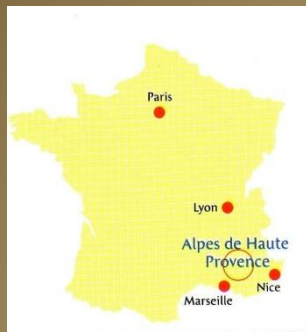 Paris
Lyon
Alpes de Haute
Provence
Nice
Marseille